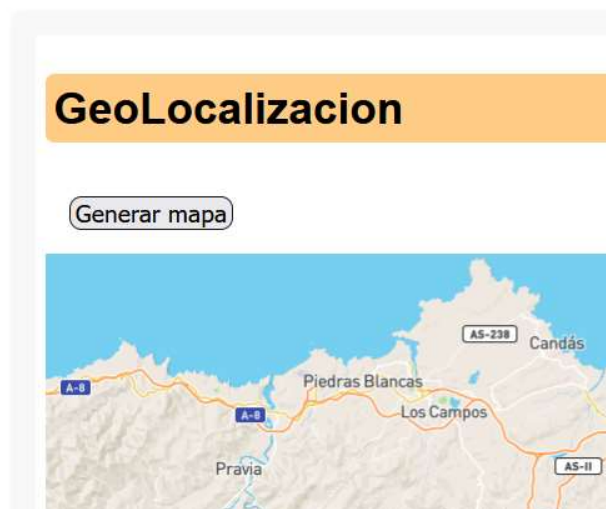 GeoLocalizacion
Generar mapa
AS-238
Candás
A-8
Piedras Blancas
A-8
Los Campos
Pravia
AS-II